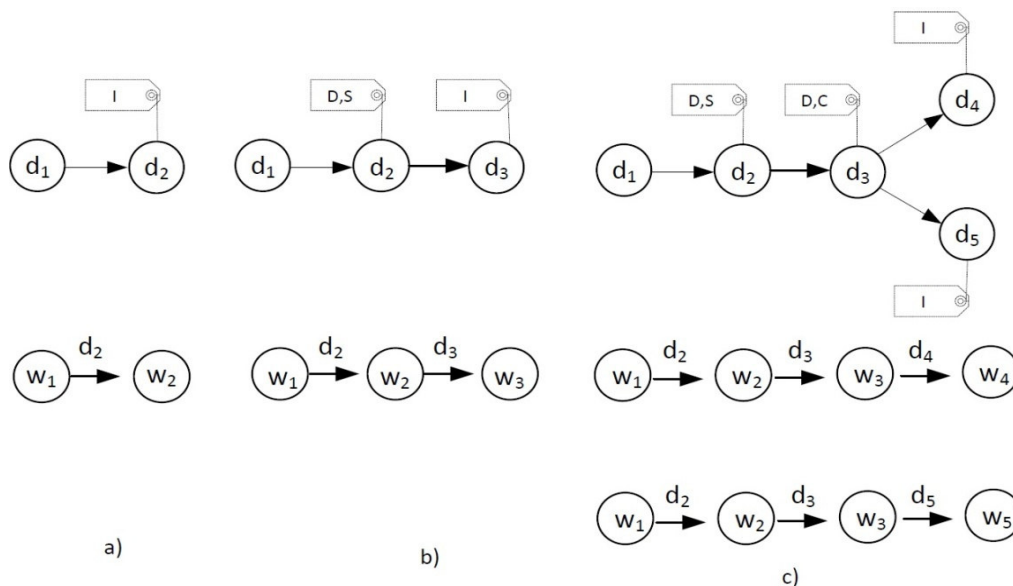 I
D,S
I
D,S
D,C
I
d₁
d₂
d₁
d₂
d₃
d₁
d₂
d₃
d₄
d₅
I
d₂
w₁
w₂
d₂
d₃
w₁
w₂
w₃
d₂
d₃
d₄
w₁
w₂
w₃
w₄
d₂
d₃
d₅
w₁
w₂
w₃
w₅
a)
b)
c)